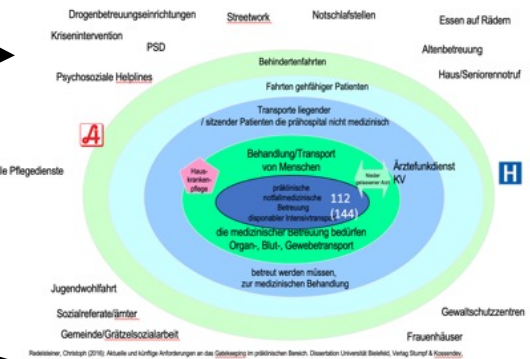 Drogenbetreuungseinrichtungen
Streetwork
Notschlafstellen
Essen auf Rädern
Krisenintervention
PSD
Altenbetreuung
Behindertenfahrten
Psychosoziale Helplines
Fahrten gehfähiger Patienten
Haus/Seniorennotruf
Transporte liegender
/ sitzender Patienten die prähospital nicht medizinisch
A
Behandlung/Transport
von Menschen
le Pflegedienste
Haus-
kranken-
pflege
Nieder
gelassener Arzt
Ärztefunkdienst
KV
H
präklinische
notfallmedizinische
Betreuung
disponabler Intensivtransport
112
(144)
die medizinischer Betreuung bedürfen
Organ-, Blut-, Gewebetransport
betreut werden müssen,
zur medizinischen Behandlung
Jugendwohlfahrt
Sozialreferate/ämter
Gewaltschutzzentren
Gemeinde/Grätzelsozialarbeit
Frauenhäuser
Redelsteiner, Christoph (2016): Aktuelle und künftige Anforderungen an das Gatekeeping im präklinischen Bereich. Dissertation Universität Bielefeld, Verlag Stumpf & Kossendey.